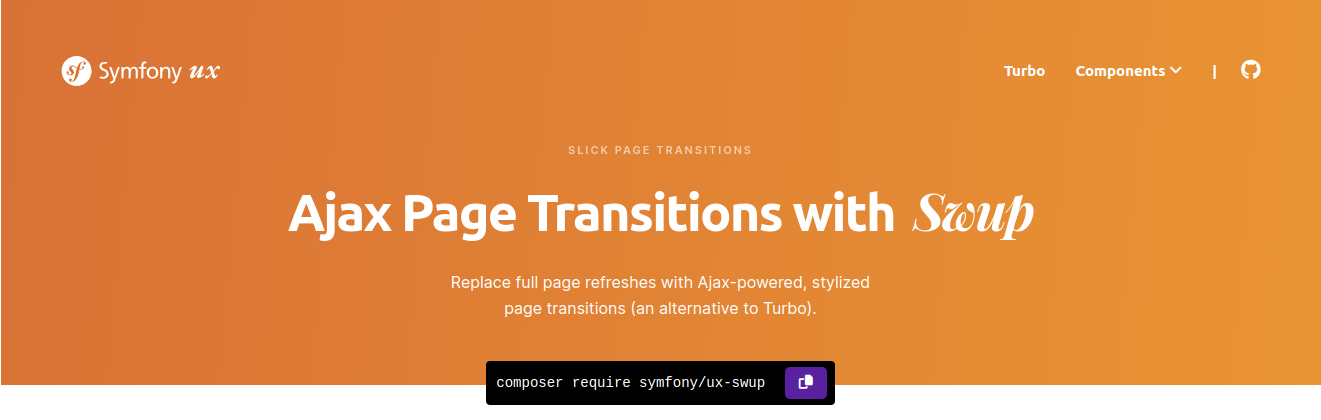 sf Symfony ux
Turbo Components |
SLICK PAGE TRANSITIONS
Ajax Page Transitions with Swup
Replace full page refreshes with Ajax-powered, stylized
page transitions (an alternative to Turbo).
composer require symfony/ux-swup